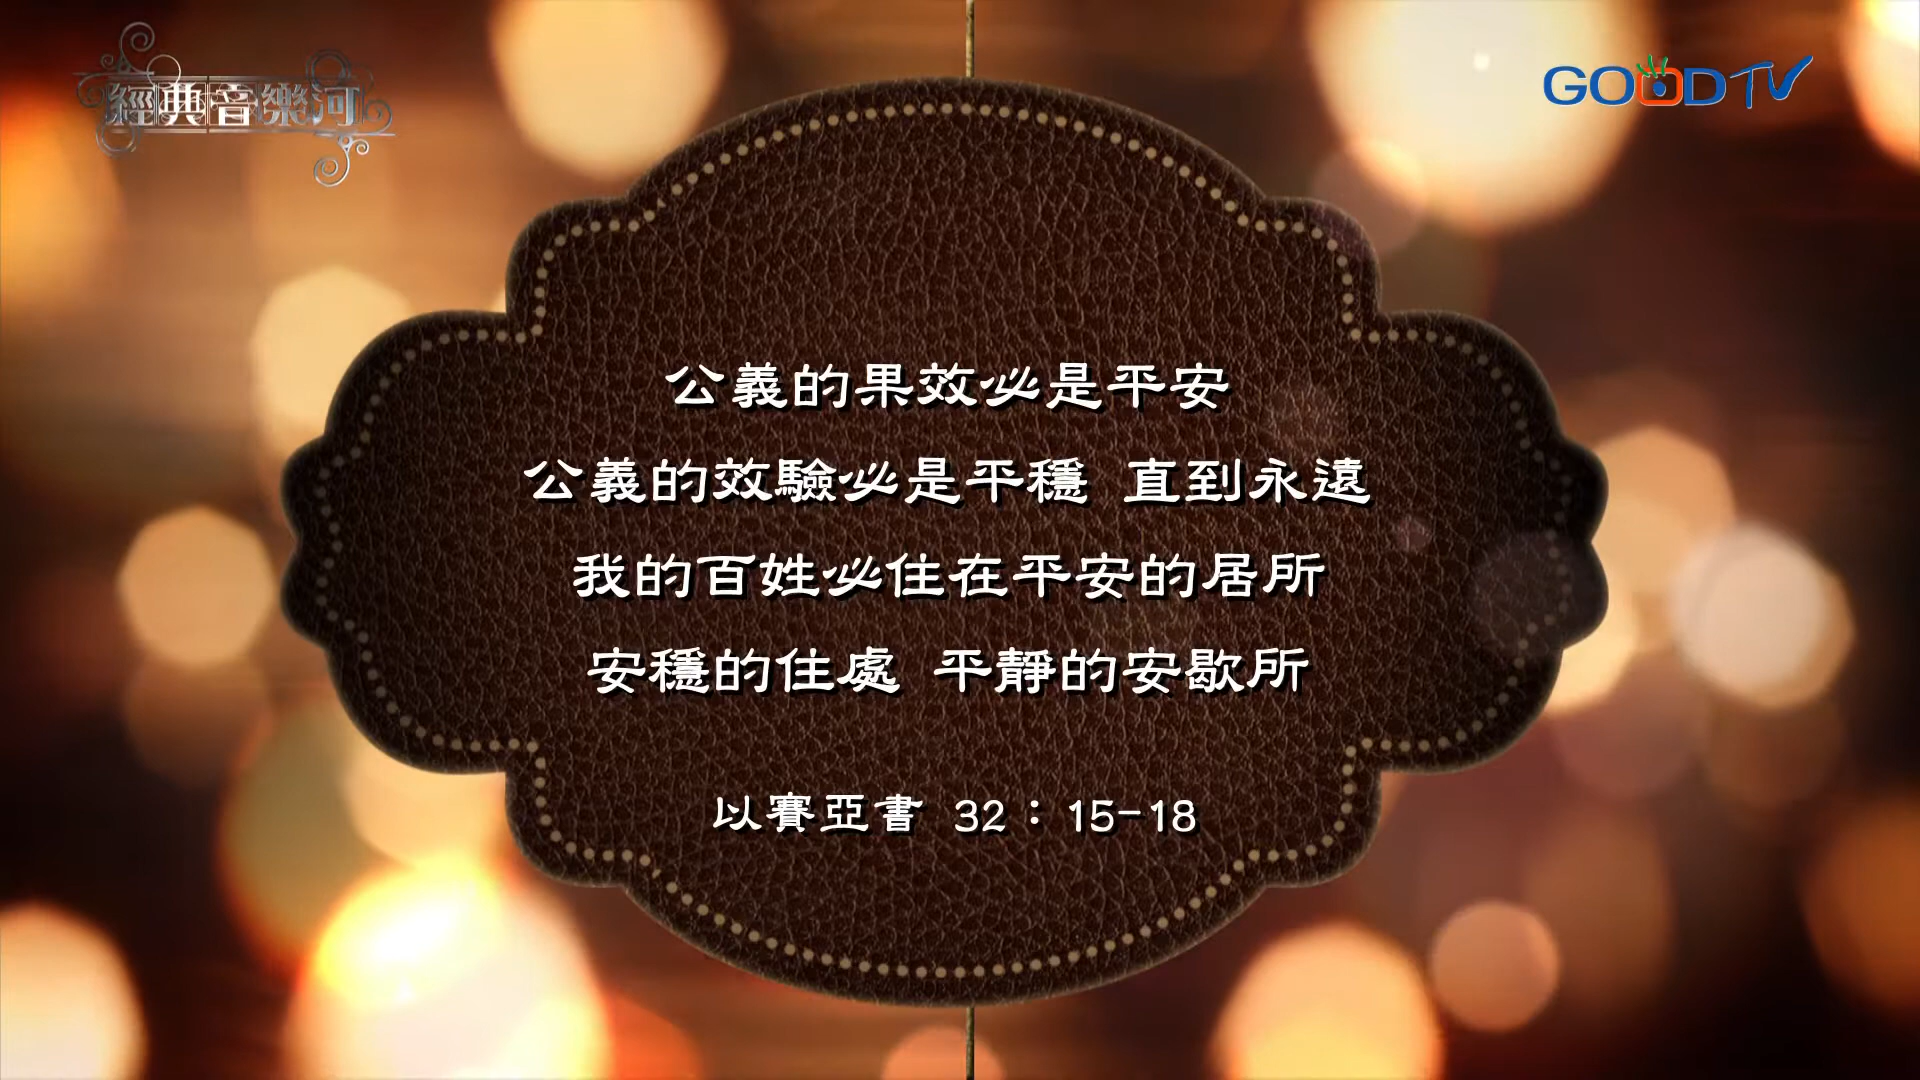 經典音樂河
GOODTV
公義的果效必是平安
公義的效驗必是平穩 直到永遠
我的百姓必住在平安的居所
安穩的住處 平靜的安歇所
以賽亞書 32：15-18